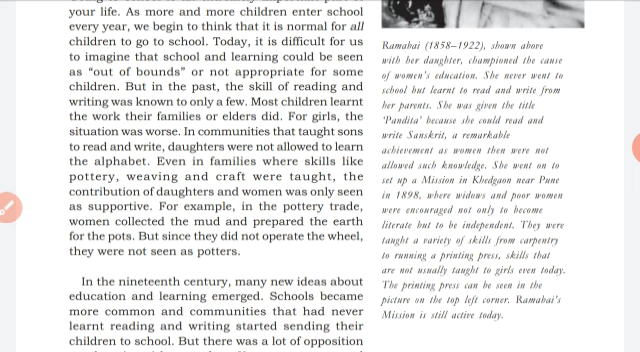 your life. As more and more children enter school
every year, we begin to think that it is normal for all
children to go to school. Today, it is difficult for us
to imagine that school and learning could be seen
as “out of bounds” or not appropriate for some
children. But in the past, the skill of reading and
writing was known to only a few. Most children learnt
the work their families or elders did. For girls, the
situation was worse. In communities that taught sons
to read and write, daughters were not allowed to learn
the alphabet. Even in families where skills like
pottery, weaving and craft were taught, the
contribution of daughters and women was only seen
as supportive. For example, in the pottery trade,
women collected the mud and prepared the earth
for the pots. But since they did not operate the wheel,
they were not seen as potters.
In the nineteenth century, many new ideas about
education and learning emerged. Schools became
more common and communities that had never
learnt reading and writing started sending their
children to school. But there was a lot of opposition
Ramabai (1858–1922), shown above
with her daughter, championed the cause
of women’s education. She never went to
school but learnt to read and write from
her parents. She was given the title
‘Pandita’ because she could read and
write Sanskrit, a remarkable
achievement as women then were not
allowed such knowledge. She went on to
set up a Mission in Khedgaon near Pune
in 1898, where widows and poor women
were encouraged not only to become
literate but to be independent. They were
taught a variety of skills from carpentry
to running a printing press, skills that
are not usually taught to girls even today.
The printing press can be seen in the
picture on the top left corner. Ramabai’s
Mission is still active today.